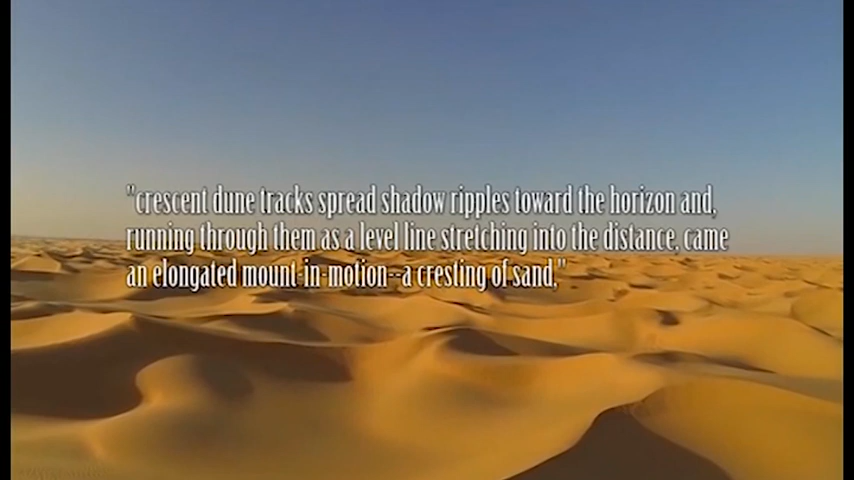 "crescent dune tracks spread shadow ripples toward the horizon and,
running through them as a level line stretching into the distance, came
an elongated mount-in-motion--a cresting of sand,"